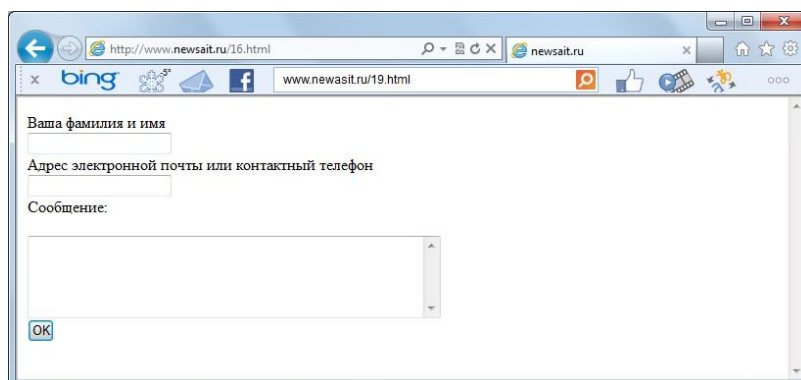 http://www.newsait.ru/16.html newsait.ru
x bing 5° f www.newasit.ru/19.html
Ваша фамилия и имя
Адрес электронной почты или контактный телефон
Сообщение:
OK